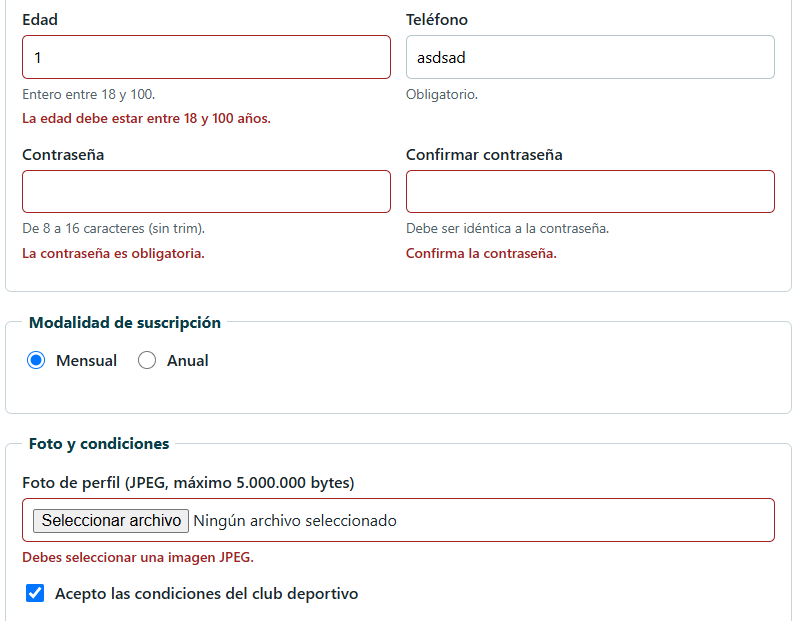 Edad
Teléfono
1
asdsad
Entero entre 18 y 100.
Obligatorio.
La edad debe estar entre 18 y 100 años.
Contraseña
Confirmar contraseña
De 8 a 16 caracteres (sin trim).
Debe ser idéntica a la contraseña.
La contraseña es obligatoria.
Confirma la contraseña.
Modalidad de suscripción
Mensual
Anual
Foto y condiciones
Foto de perfil (JPEG, máximo 5.000.000 bytes)
Seleccionar archivo Ningún archivo seleccionado
Debes seleccionar una imagen JPEG.
Acepto las condiciones del club deportivo